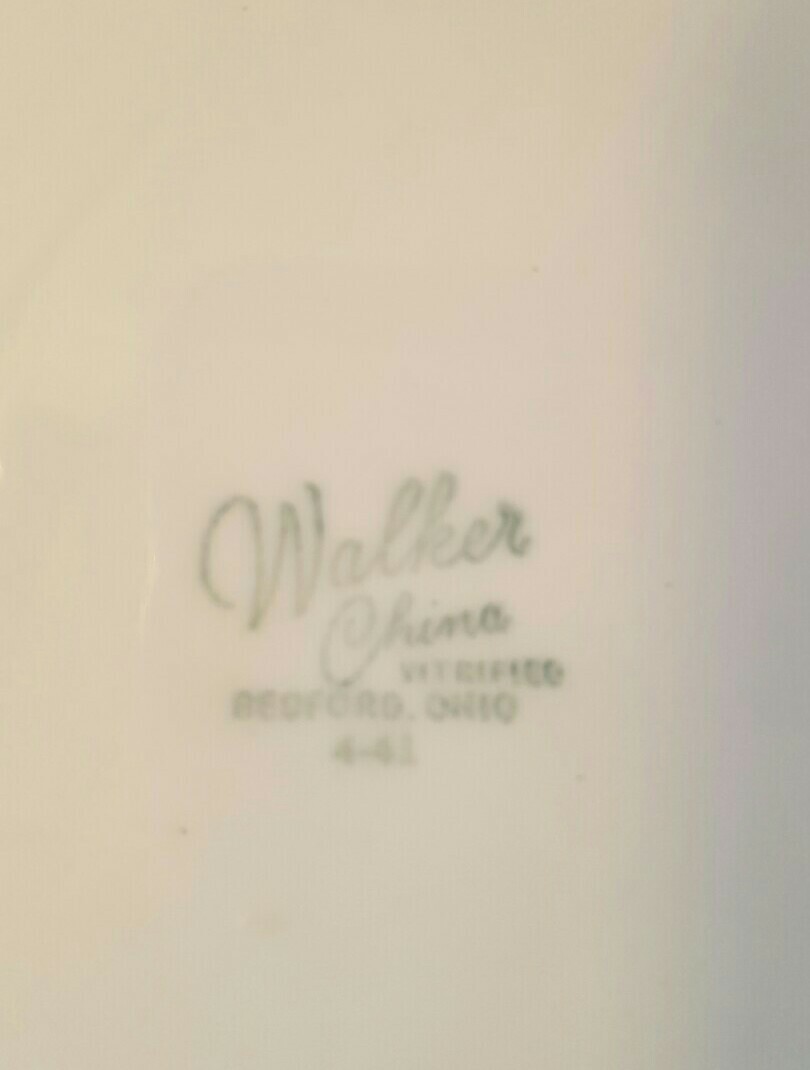 Walker
China
VITRIFIED
BEDFORD, OHIO
4-41